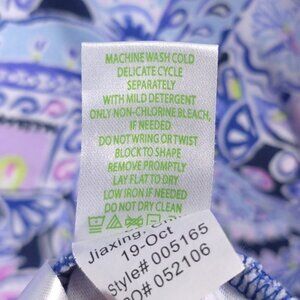 MACHINE WASH COLD
DELICATE CYCLE
SEPARATELY
WITH MILD DETERGENT
ONLY NON-CHLORINE BLEACH,
IF NEEDED
DO NOT WRING OR TWIST
BLOCK TO SHAPE
REMOVE PROMPTLY
LAY FLAT TO DRY
LOW IRON IF NEEDED
DO NOT DRY CLEAN
Jiaxing:
19-Oct
Style# 005165
PO# 052106